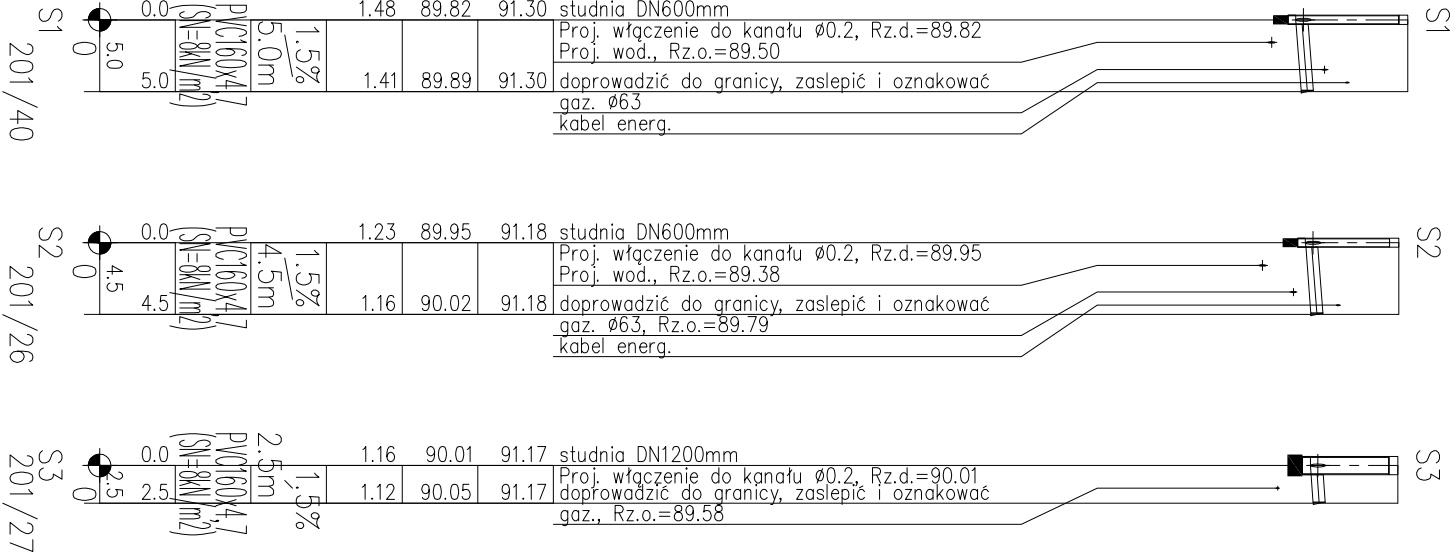 S1
0.0 1.48 89.82 91.30 studnia DN600mm
Proj. włączenie do kanału ø0.2, Rz.d.=89.82
Proj. wod., Rz.o.=89.50
5.0 1.41 89.89 91.30 doprowadzić do granicy, zaslepić i oznakować
gaz. ø63
kabel energ.
1.5%
5.0m
PVC160x4,7
(SN=8kN/m2)
5.0
0
S1
201/40
S2
0.0 1.23 89.95 91.18 studnia DN600mm
Proj. włączenie do kanału ø0.2, Rz.d.=89.95
Proj. wod., Rz.o.=89.38
4.5 1.16 90.02 91.18 doprowadzić do granicy, zaslepić i oznakować
gaz. ø63, Rz.o.=89.79
kabel energ.
1.5%
4.5m
PVC160x4,7
(SN=8kN/m2)
4.5
0
S2
201/26
S3
0.0 1.16 90.01 91.17 studnia DN1200mm
Proj. włączenie do kanału ø0.2, Rz.d.=90.01
2.5 1.12 90.05 91.17 doprowadzić do granicy, zaslepić i oznakować
gaz., Rz.o.=89.58
1.5%
2.5m
PVC160x4,7
(SN=8kN/m2)
2.5
0
S3
201/27